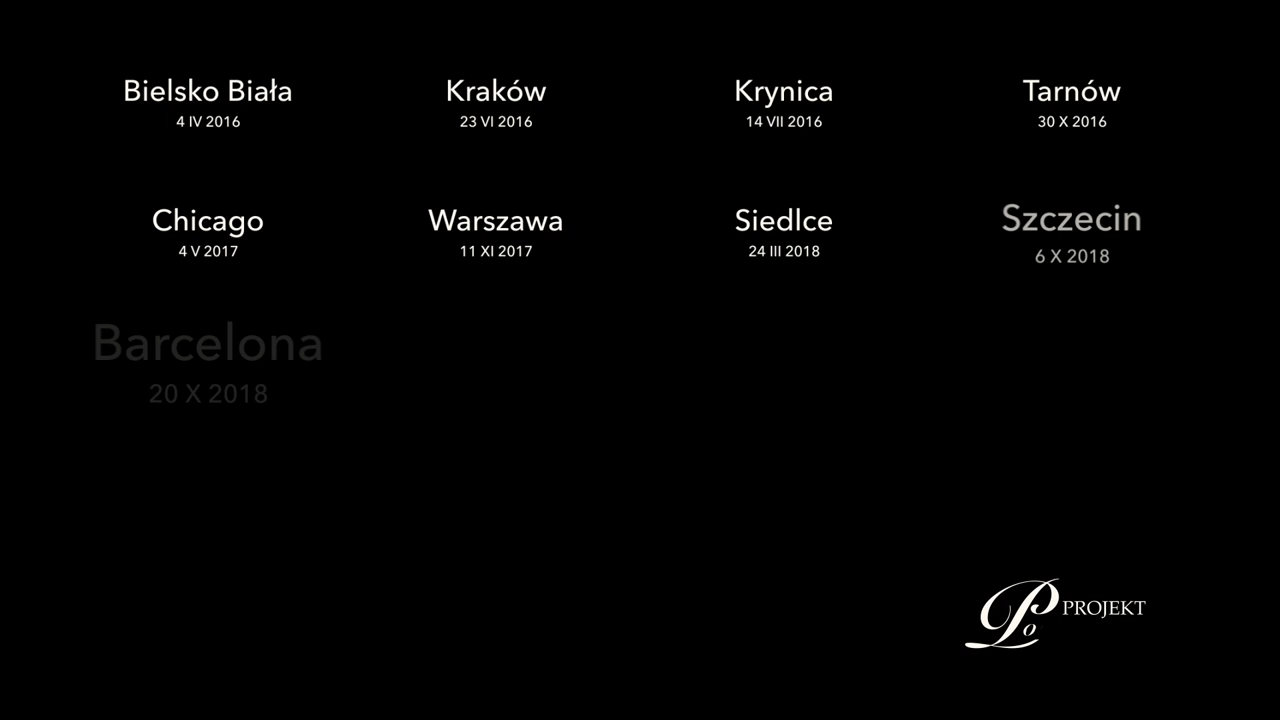 Bielsko Biała
4 IV 2016
Kraków
23 VI 2016
Krynica
14 VII 2016
Tarnów
30 X 2016
Chicago
4 V 2017
Warszawa
11 XI 2017
Siedlce
24 III 2018
Szczecin
6 X 2018
Barcelona
20 X 2018
Po PROJEKT